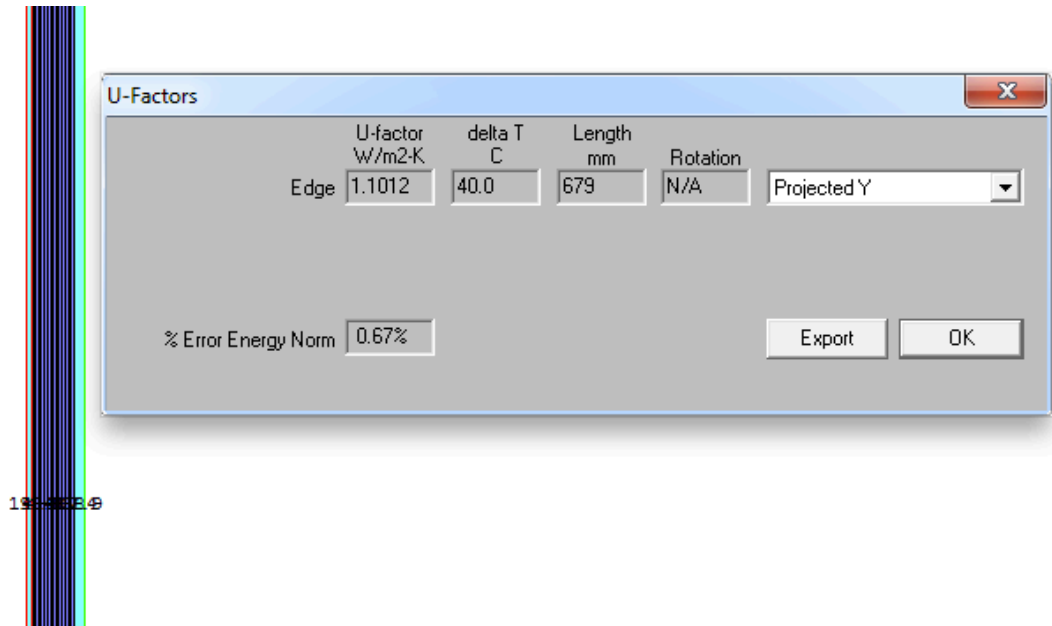 U-Factors
U-factor delta T Length
W/m2-K C mm Rotation
Edge 1.1012 40.0 679 N/A Projected Y
% Error Energy Norm 0.67% Export OK